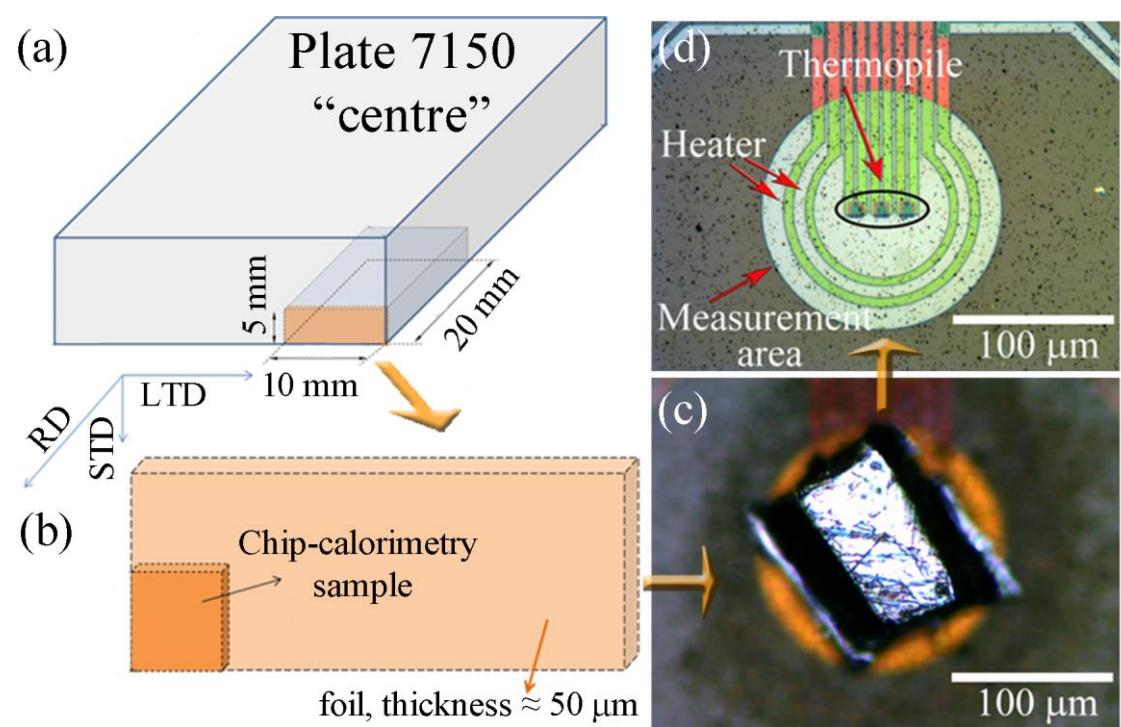 (a)
Plate 7150
“centre”
5 mm
20 mm
10 mm
LTD
RD
STD
(b)
Chip-calorimetry
sample
foil, thickness ≈ 50 μm
(d)
Thermopile
Heater
Measurement
area
100 μm
(c)
100 μm